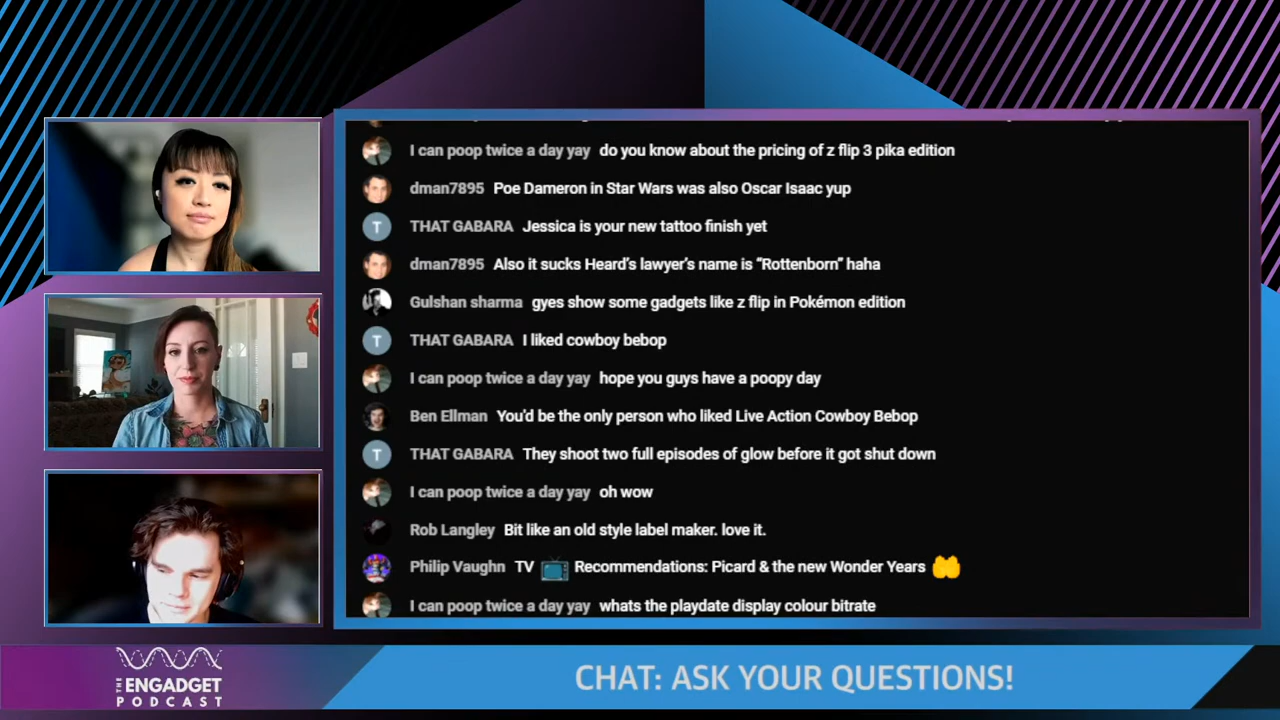 I can poop twice a day yay do you know about the pricing of z flip 3 pika edition
dman7895 Poe Dameron in Star Wars was also Oscar Isaac yup
T THAT GABARA Jessica is your new tattoo finish yet
dman7895 Also it sucks Heard's lawyer's name is “Rottenborn” haha
Gulshan sharma gyes show some gadgets like z flip in Pokémon edition
T THAT GABARA I liked cowboy bebop
I can poop twice a day yay hope you guys have a poopy day
Ben Ellman You'd be the only person who liked Live Action Cowboy Bebop
T THAT GABARA They shoot two full episodes of glow before it got shut down
I can poop twice a day yay oh wow
Rob Langley Bit like an old style label maker. love it.
Philip Vaughn TV 📺 Recommendations: Picard & the new Wonder Years 🤲
I can poop twice a day yay whats the playdate display colour bitrate
THE ENGADGET PODCAST
CHAT: ASK YOUR QUESTIONS!